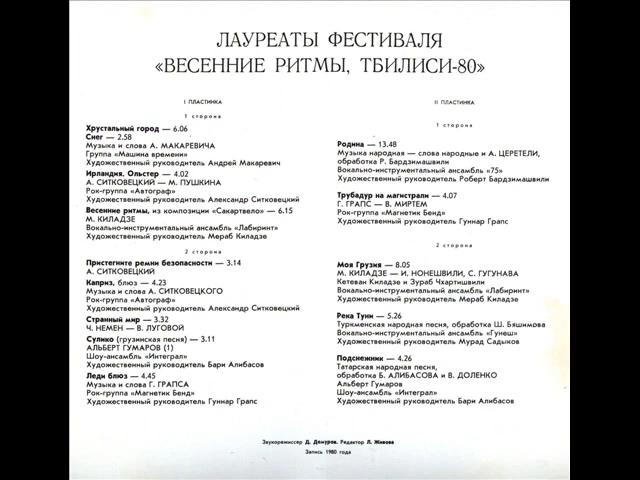 ЛАУРЕАТЫ ФЕСТИВАЛЯ
«ВЕСЕННИЕ РИТМЫ, ТБИЛИСИ-80»
I ПЛАСТИНКА
1 сторона
Хрустальный город — 6.06
Снег — 2.58
Музыка и слова А. МАКАРЕВИЧА
Группа «Машина времени»
Художественный руководитель Андрей Макаревич
Ирландия. Ольстер — 4.02
А. СИТКОВЕЦКИЙ — М. ПУШКИНА
Рок-группа «Автограф»
Художественный руководитель Александр Ситковецкий
Весенние ритмы, из композиции «Сакартвело» — 6.15
М. КИЛАДЗЕ
Вокально-инструментальный ансамбль «Лабиринт»
Художественный руководитель Мераб Киладзе
2 сторона
Пристегните ремни безопасности — 3.14
А. СИТКОВЕЦКИЙ
Каприз, блюз — 4.23
Музыка и слова А. СИТКОВЕЦКОГО
Рок-группа «Автограф»
Художественный руководитель Александр Ситковецкий
Странный мир — 3.32
Ч. НЕМЕН — В. ЛУГОВОЙ
Сулико (грузинская песня) — 3.11
АЛЬБЕРТ ГУМАРОВ (1)
Шоу-ансамбль «Интеграл»
Художественный руководитель Бари Алибасов
Леди блюз — 4.45
Музыка и слова Г. ГРАПСА
Рок-группа «Магнетик Бенд»
Художественный руководитель Гуннар Грапс
II ПЛАСТИНКА
1 сторона
Родина — 13.48
Музыка народная — слова народные и А. ЦЕРЕТЕЛИ,
обработка Р. Бардзимашвили
Вокально-инструментальный ансамбль «75»
Художественный руководитель Роберт Бардзимашвили
Трубадур на магистрали — 4.07
Г. ГРАПС — В. МИРТЕМ
Рок-группа «Магнетик Бенд»
Художественный руководитель Гуннар Грапс
2 сторона
Моя Грузия — 8.05
М. КИЛАДЗЕ — И. НОНЕШВИЛИ, С. ГУГУНАВА
Кетеван Киладзе и Зураб Чхартишвили
Вокально-инструментальный ансамбль «Лабиринт»
Художественный руководитель Мераб Киладзе
Река Туни — 5.26
Туркменская народная песня, обработка Ш. Бяшимова
Вокально-инструментальный ансамбль «Гунеш»
Художественный руководитель Мурад Садыков
Подснежник — 4.26
Татарская народная песня,
обработка Б. АЛИБАСОВА и В. ДОЛЕНКО
Альберт Гумаров
Шоу-ансамбль «Интеграл»
Художественный руководитель Бари Алибасов
Звукорежиссер Д. Демуров. Редактор Л. Живова
Запись 1980 года